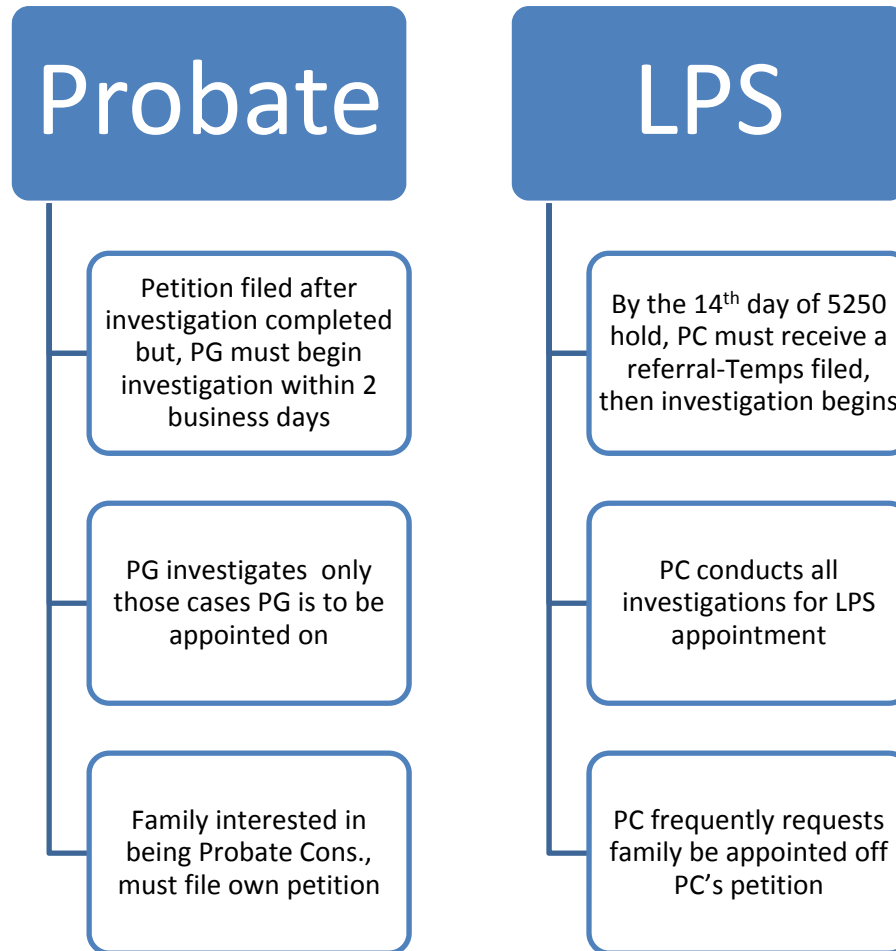 Probate
Petition filed after
investigation completed
but, PG must begin
investigation within 2
business days
PG investigates  only
those cases PG is to be
appointed on
Family interested in
being Probate Cons.,
must file own petition
LPS
By the 14th day of 5250
hold, PC must receive a
referral-Temps filed,
then investigation begins
PC conducts all
investigations for LPS
appointment
PC frequently requests
family be appointed off
PC's petition